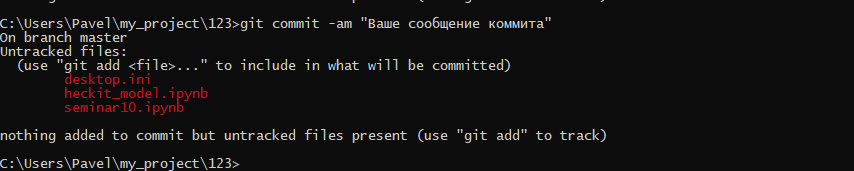 C:\Users\Pavel\my_project\123>git commit -am "Ваше сообщение коммита"
On branch master
Untracked files:
  (use "git add <file>..." to include in what will be committed)
        desktop.ini
        heckit_model.ipynb
        seminar10.ipynb

nothing added to commit but untracked files present (use "git add" to track)

C:\Users\Pavel\my_project\123>